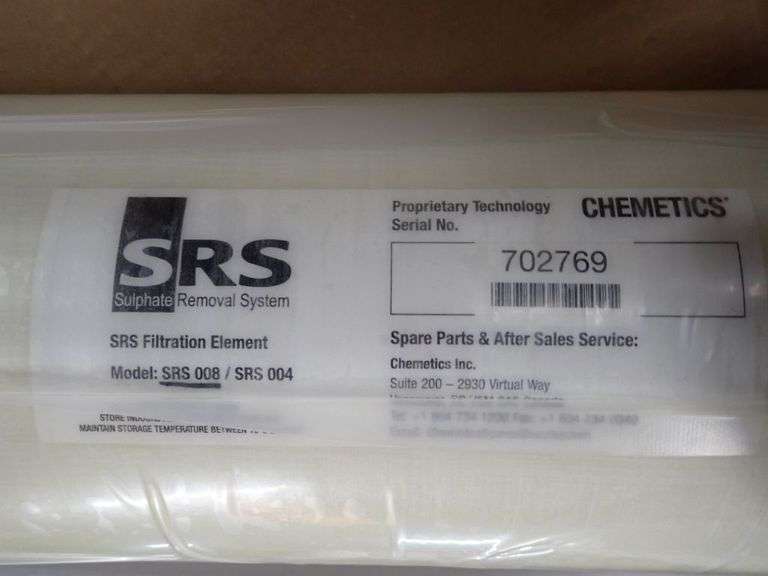 SRS
Sulphate Removal System
SRS Filtration Element
Model: SRS 008 / SRS 004
STORE
MAINTAIN STORAGE TEMPERATURE BETWEEN
Proprietary Technology
Serial No.
CHEMETICS
702769
Spare Parts & After Sales Service:
Chemetics Inc.
Suite 200 – 2930 Virtual Way